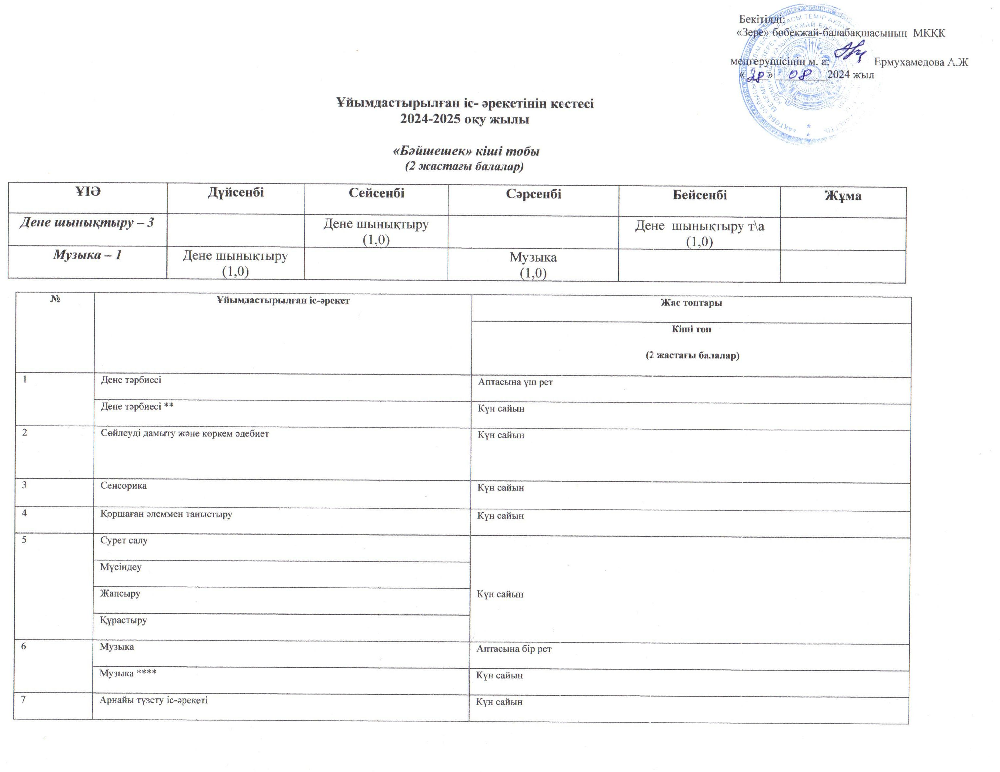 Бекітілді:
«Зере» бөбекжай-балабақшасының МКҚК
меңгерушісінің м. а: Ермухамедова А.Ж
«28» 08 2024 жыл
Ұйымдастырылған іс- әрекетінің кестесі
2024-2025 оқу жылы
«Бәйшешек» кіші тобы
(2 жастағы балалар)
ҰІӘ Дүйсенбі Сейсенбі Сәрсенбі Бейсенбі Жұма
Дене шынықтыру – 3 Дене шынықтыру Дене шынықтыру т\а
(1,0) (1,0)
Музыка – 1 Дене шынықтыру Музыка
(1,0) (1,0)
№ Ұйымдастырылған іс-әрекет Жас топтары
Кіші топ
(2 жастағы балалар)
1 Дене тәрбиесі Аптасына үш рет
Дене тәрбиесі ** Күн сайын
2 Сөйлеуді дамыту және көркем әдебиет Күн сайын
3 Сенсорика Күн сайын
4 Қоршаған әлеммен таныстыру Күн сайын
5 Сурет салу
Мүсіндеу
Жапсыру Күн сайын
Құрастыру
6 Музыка Аптасына бір рет
Музыка **** Күн сайын
7 Арнайы түзету іс-әрекеті Күн сайын